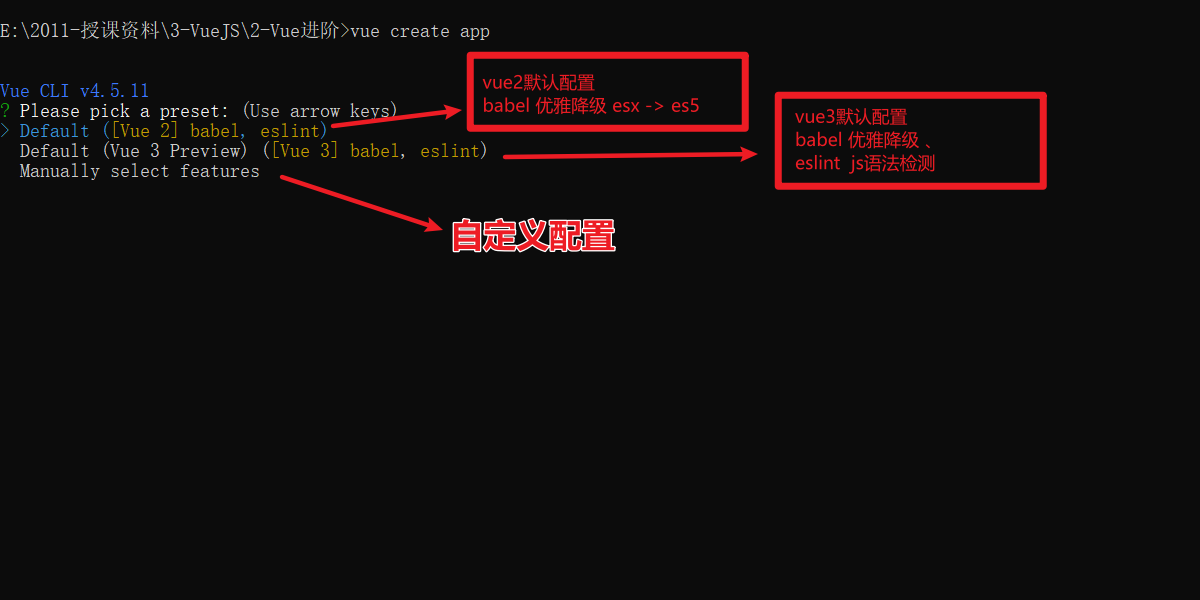 E:\2011-授课资料\3-VueJS\2-Vue进阶>vue create app
Vue CLI v4.5.11
? Please pick a preset: (Use arrow keys)
> Default ([Vue 2] babel, eslint)
Default (Vue 3 Preview) ([Vue 3] babel, eslint)
Manually select features
vue2默认配置
babel 优雅降级 esx -> es5
vue3默认配置
babel 优雅降级 、
eslint js语法检测
自定义配置